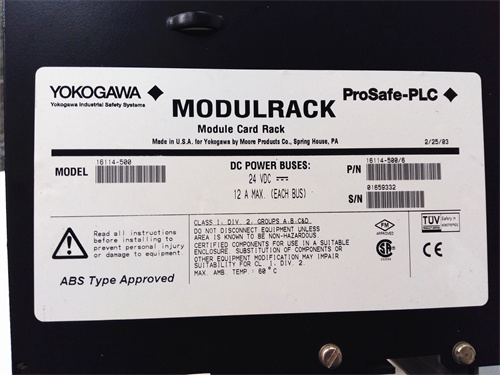 YOKOGAWA
Yokogawa Industrial Safety Systems
ProSafe-PLC
MODULRACK
Module Card Rack
Made in U.S.A. for Yokogawa by Moore Products Co., Spring House, PA
2/25/03
MODEL 16114-500
DC POWER BUSES:
24 VDC
12 A MAX. (EACH BUS)
P/N 16114-500/6
S/N 01659332
Read all instructions
before installing to
prevent personal injury
or damage to equipment.
ABS Type Approved
CLASS 1, DIV. 2, GROUPS A,B,C&D
DO NOT DISCONNECT EQUIPMENT UNLESS
AREA IS KNOWN TO BE NON-HAZARDOUS.
CERTIFIED COMPONENTS FOR USE IN A SUITABLE
ENCLOSURE. SUBSTITUTION OF COMPONENTS OR
OTHER EQUIPMENT MODIFICATION MAY IMPAIR
SUITABILITY FOR CL. 1, DIV. 2.
MAX. AMB. TEMP.: 60°C
FM
APPROVED
TÜV
CE